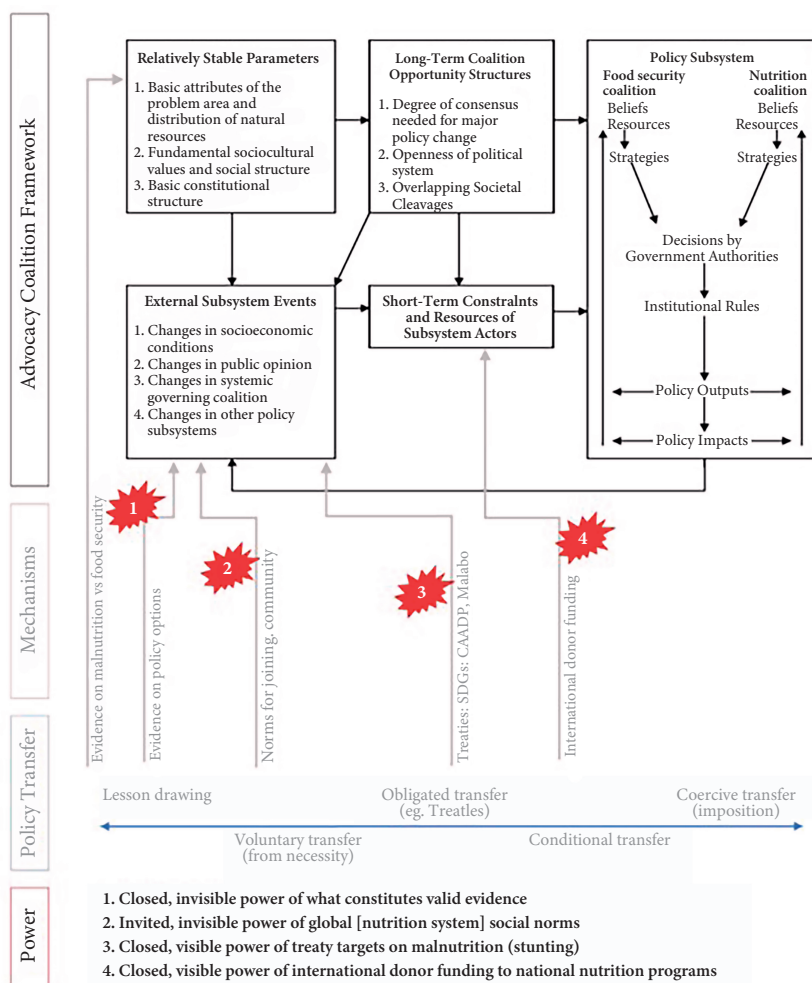 Advocacy Coalition Framework
Relatively Stable Parameters
1. Basic attributes of the
problem area and
distribution of natural
resources
2. Fundamental sociocultural
values and social structure
3. Basic constitutional
structure
Long-Term Coalition
Opportunity Structures
1. Degree of consensus
needed for major
policy change
2. Openness of political
system
3. Overlapping Societal
Cleavages
Policy Subsystem
Food security
coalition
Beliefs
Resources
Strategies
Nutrition
coalition
Beliefs
Resources
Strategies
Decisions by
Government Authorities
Institutional Rules
Policy Outputs
Policy Impacts
External Subsystem Events
1. Changes in socioeconomic
conditions
2. Changes in public opinion
3. Changes in systemic
governing coalition
4. Changes in other policy
subsystems
Short-Term Constralnts
and Resources of
Subsystem Actors
Mechanisms
1
2
3
4
Evidence on malnutrition vs food security
Evidence on policy options
Norms for joining. community
Treaties: SDGs: CAADP, Malabo
International donor funding
Policy Transfer
Lesson drawing
Obligated transfer
(eg. Treatles)
Coercive transfer
(imposition)
Voluntary transfer
(from necessity)
Conditional transfer
Power
1. Closed, invisible power of what constitutes valid evidence
2. Invited, invisible power of global [nutrition system] social norms
3. Closed, visible power of treaty targets on malnutrition (stunting)
4. Closed, visible power of international donor funding to national nutrition programs